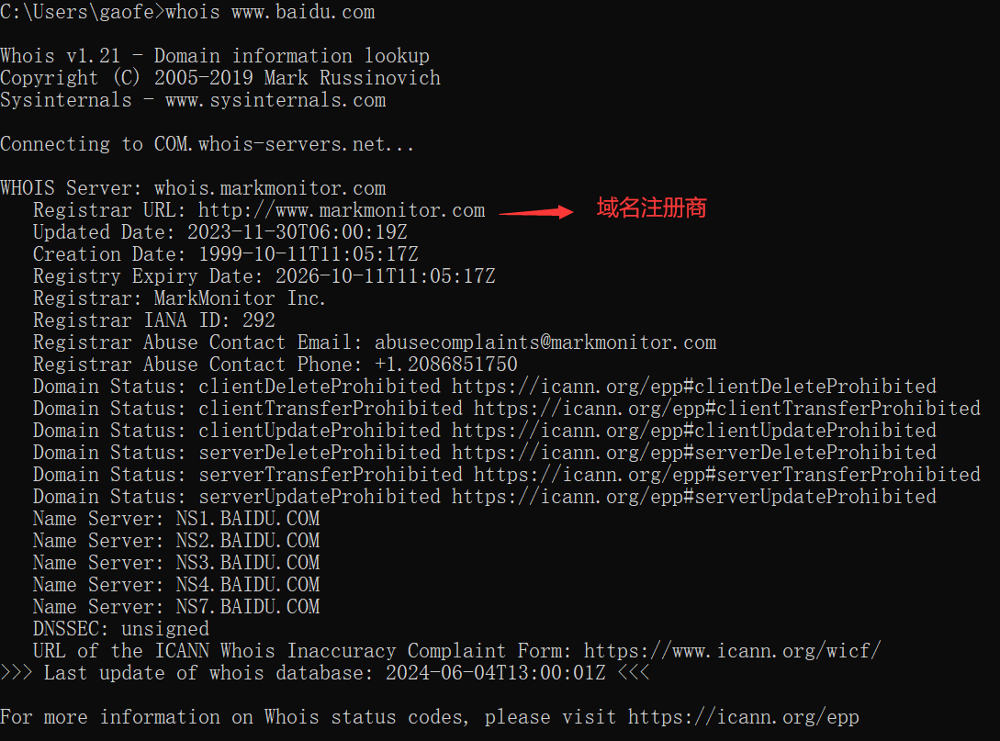 C:\Users\gaofe>whois www.baidu.com
Whois v1.21 - Domain information lookup
Copyright (C) 2005-2019 Mark Russinovich
Sysinternals - www.sysinternals.com
Connecting to COM.whois-servers.net...
WHOIS Server: whois.markmonitor.com
Registrar URL: http://www.markmonitor.com 域名注册商
Updated Date: 2023-11-30T06:00:19Z
Creation Date: 1999-10-11T11:05:17Z
Registry Expiry Date: 2026-10-11T11:05:17Z
Registrar: MarkMonitor Inc.
Registrar IANA ID: 292
Registrar Abuse Contact Email: abusecomplaints@markmonitor.com
Registrar Abuse Contact Phone: +1.2086851750
Domain Status: clientDeleteProhibited https://icann.org/epp#clientDeleteProhibited
Domain Status: clientTransferProhibited https://icann.org/epp#clientTransferProhibited
Domain Status: clientUpdateProhibited https://icann.org/epp#clientUpdateProhibited
Domain Status: serverDeleteProhibited https://icann.org/epp#serverDeleteProhibited
Domain Status: serverTransferProhibited https://icann.org/epp#serverTransferProhibited
Domain Status: serverUpdateProhibited https://icann.org/epp#serverUpdateProhibited
Name Server: NS1.BAIDU.COM
Name Server: NS2.BAIDU.COM
Name Server: NS3.BAIDU.COM
Name Server: NS4.BAIDU.COM
Name Server: NS7.BAIDU.COM
DNSSEC: unsigned
URL of the ICANN Whois Inaccuracy Complaint Form: https://www.icann.org/wicf/
>>> Last update of whois database: 2024-06-04T13:00:01Z <<<
For more information on Whois status codes, please visit https://icann.org/epp